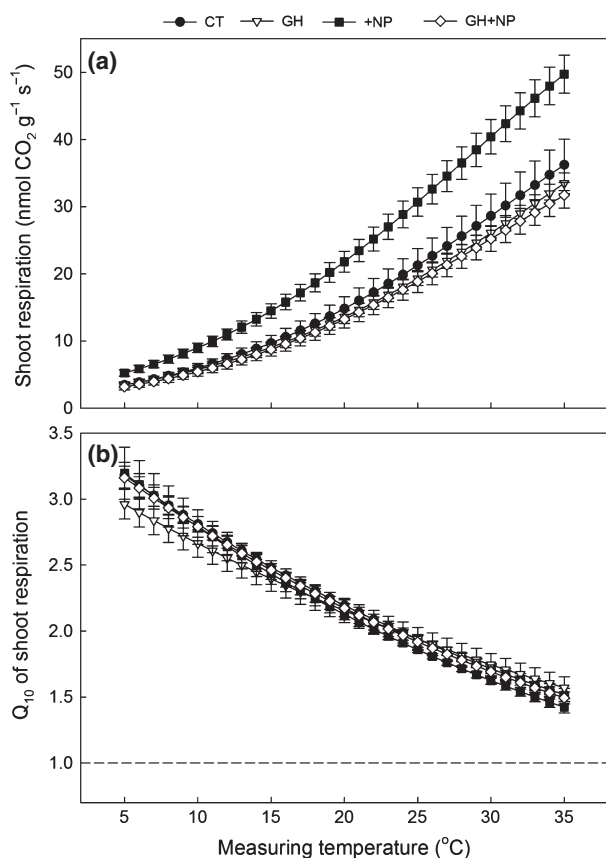 CT GH +NP GH+NP
(a)
Shoot respiration (nmol CO₂ g⁻¹ s⁻¹)
50
40
30
20
10
0
(b)
Q₁₀ of shoot respiration
3.5
3.0
2.5
2.0
1.5
1.0
5 10 15 20 25 30 35
Measuring temperature (°C)